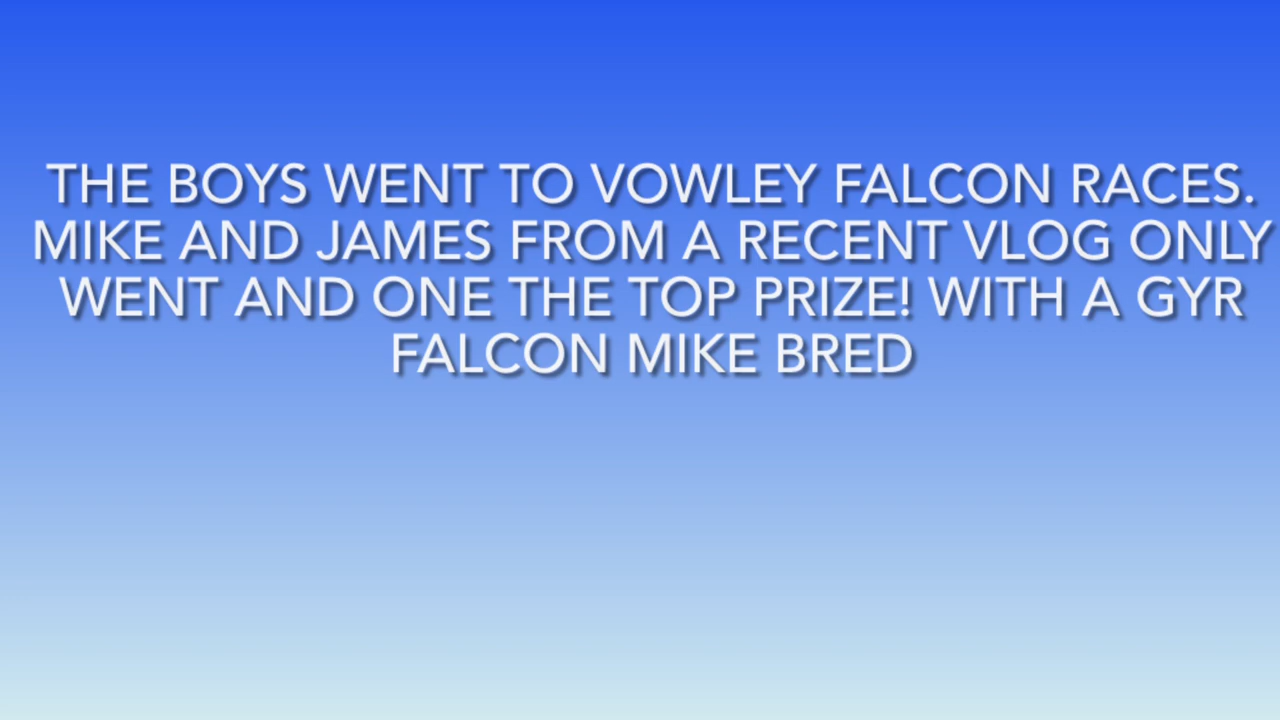 THE BOYS WENT TO VOWLEY FALCON RACES.
MIKE AND JAMES FROM A RECENT VLOG ONLY
WENT AND ONE THE TOP PRIZE! WITH A GYR
FALCON MIKE BRED